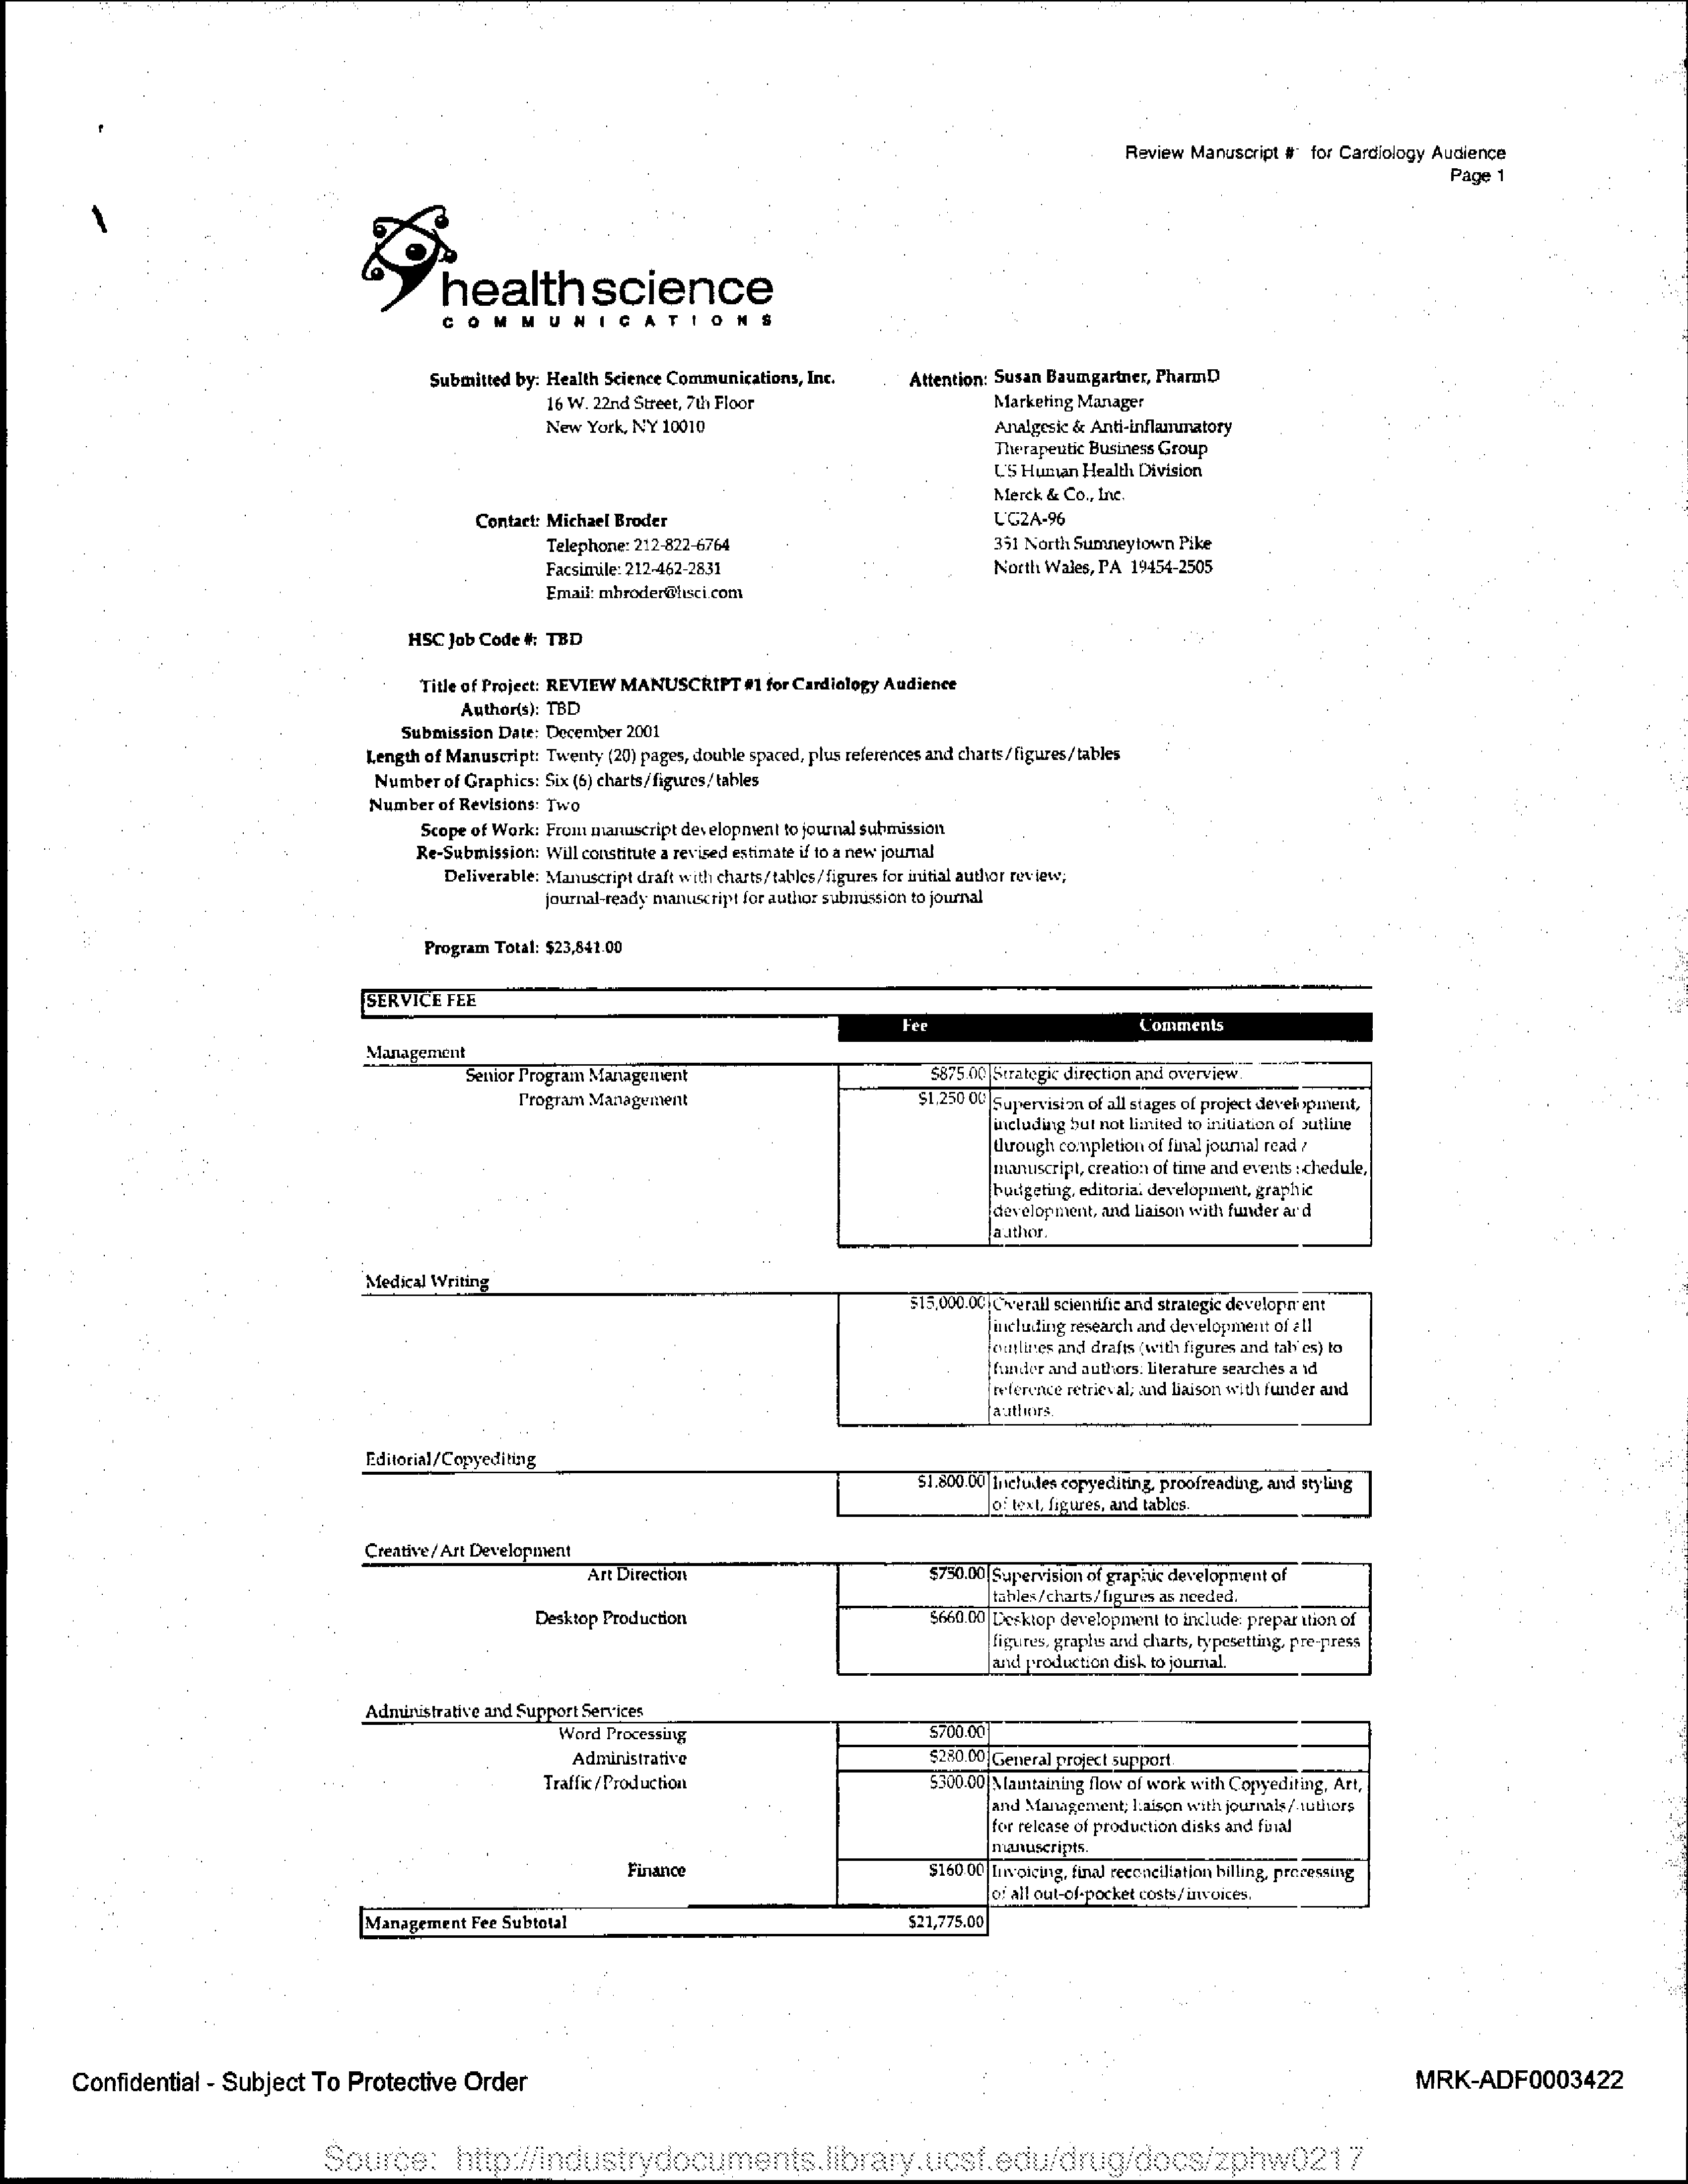 Review Manuscript # for Cardiology Audience
Page 1
healthscience
COMMUNICATIONS
Submitted by: Health Science Communications, Inc.
16 W. 22nd Street, 7th Floor
New York, NY 10010
Attention: Susan Baumgartner, PharmD
Marketing Manager
Analgesic & Anti-inflammatory
Therapeutic Business Group
US Human Health Division
Merck & Co., Inc.
UG2A-96
351 North Sumneytown Pike
North Wales, PA 19454-2505
Contact: Michael Broder
Telephone: 212-822-6764
Facsimile: 212-462-2831
Email: mbroder@hsci.com
HSC Job Code #: TBD
Title of Project: REVIEW MANUSCRIPT #1 for Cardiology Audience
Author(s): TBD
Submission Date: December 2001
Length of Manuscript: Twenty (20) pages, double spaced, plus references and charts/figures/tables
Number of Graphics: Six (6) charts/figures/tables
Number of Revisions: Two
Scope of Work: From manuscript development to journal submission
Re-Submission: Will constitute a revised estimate if to a new journal
Deliverable: Manuscript draft with charts/tables/figures for initial author review;
journal-ready manuscript for author submission to journal
Program Total: $23,841.00
SERVICE FEE
Fee Comments
Management
Senior Program Management $875.00 Strategic direction and overview.
Program Management $1,250.00 Supervision of all stages of project development,
including but not limited to initiation of outline
through completion of final journal ready
manuscript, creation of time and events schedule,
budgeting, editorial development, graphic
development, and liaison with funder and
author.
Medical Writing
$15,000.00 Overall scientific and strategic development
including research and development of all
outlines and drafts (with figures and tables) to
funder and authors; literature searches and
reference retrieval; and liaison with funder and
authors.
Editorial/Copyediting
$1,800.00 Includes copyediting, proofreading, and styling
of text, figures, and tables.
Creative/Art Development
Art Direction $750.00 Supervision of graphic development of
tables/charts/figures as needed.
Desktop Production $660.00 Desktop development to include: preparation of
figures, graphs and charts, typesetting, pre-press
and production disk to journal.
Administrative and Support Services
Word Processing $700.00
Administrative $280.00 General project support.
Traffic/Production $300.00 Maintaining flow of work with Copyediting, Art,
and Management; liaison with journals/authors
for release of production disks and final
manuscripts.
Finance $160.00 Invoicing, final reconciliation billing, processing
of all out-of-pocket costs/invoices.
Management Fee Subtotal $21,775.00
Confidential - Subject To Protective Order
MRK-ADF0003422
Source: http://industrydocuments.library.ucsf.edu/drug/docs/zphw0217